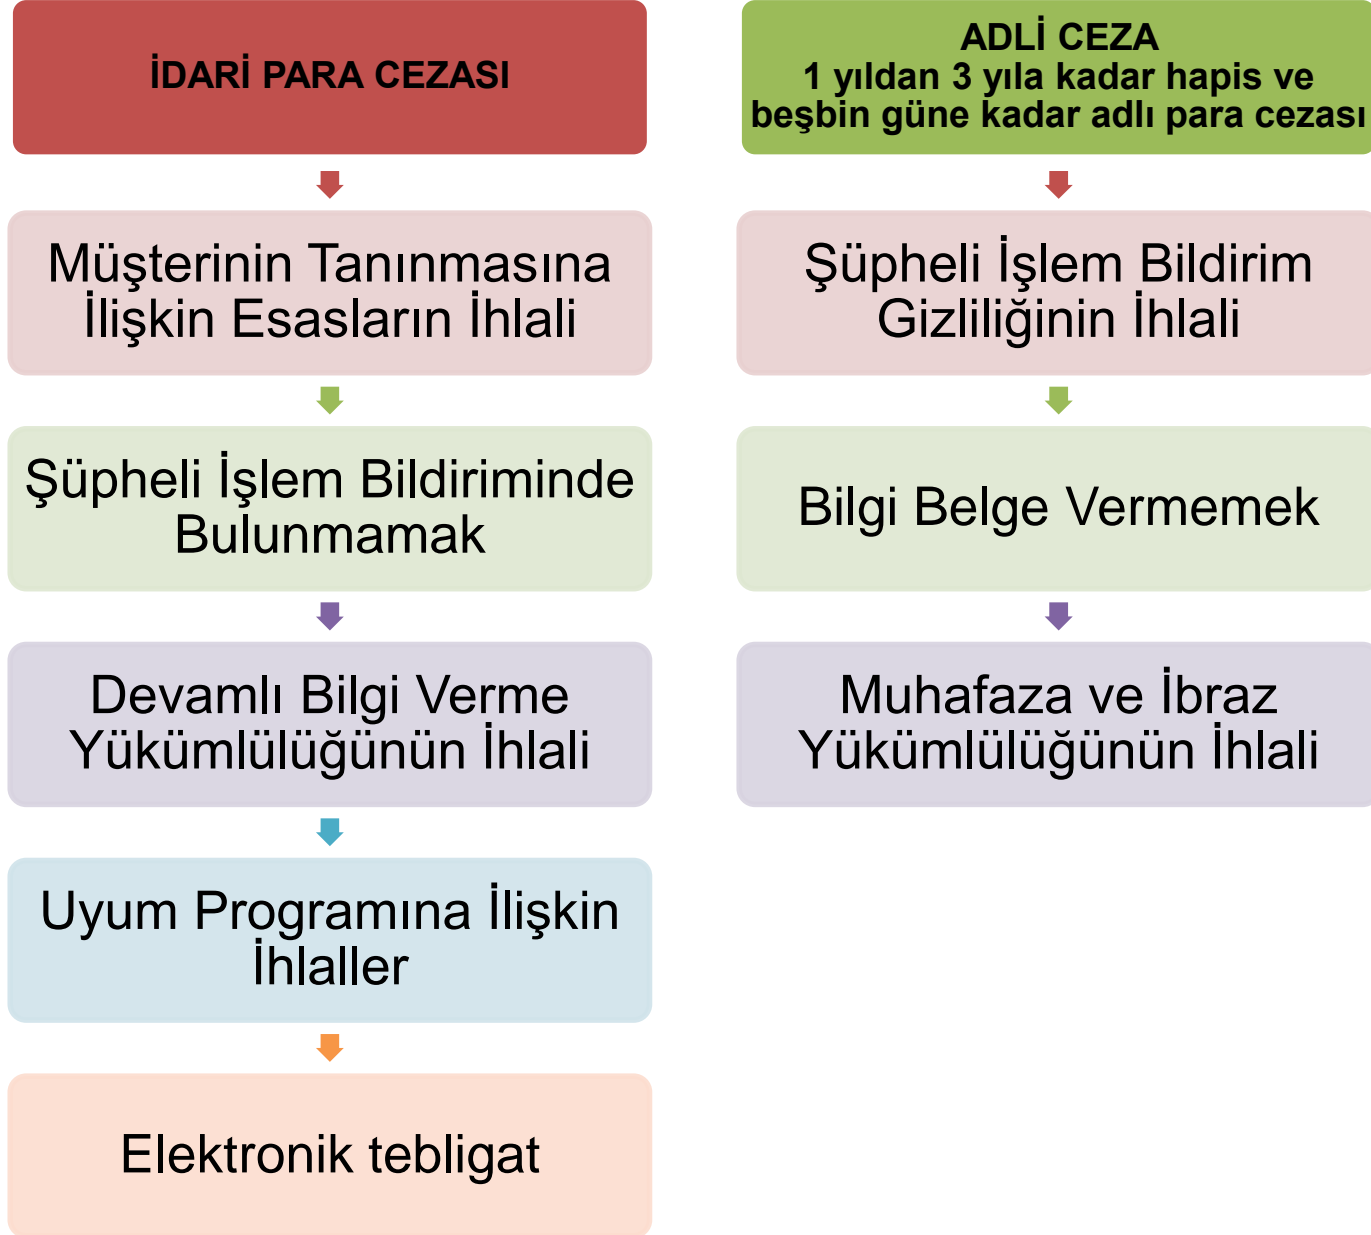 İDARİ PARA CEZASI
Müşterinin Tanınmasına
İlişkin Esasların İhlali
Şüpheli İşlem Bildiriminde
Bulunmamak
Devamlı Bilgi Verme
Yükümlülüğünün İhlali
Uyum Programına İlişkin
İhlaller
Elektronik tebligat
ADLİ CEZA
1 yıldan 3 yıla kadar hapis ve
beşbin güne kadar adlı para cezası
Şüpheli İşlem Bildirim
Gizliliğinin İhlali
Bilgi Belge Vermemek
Muhafaza ve İbraz
Yükümlülüğünün İhlali